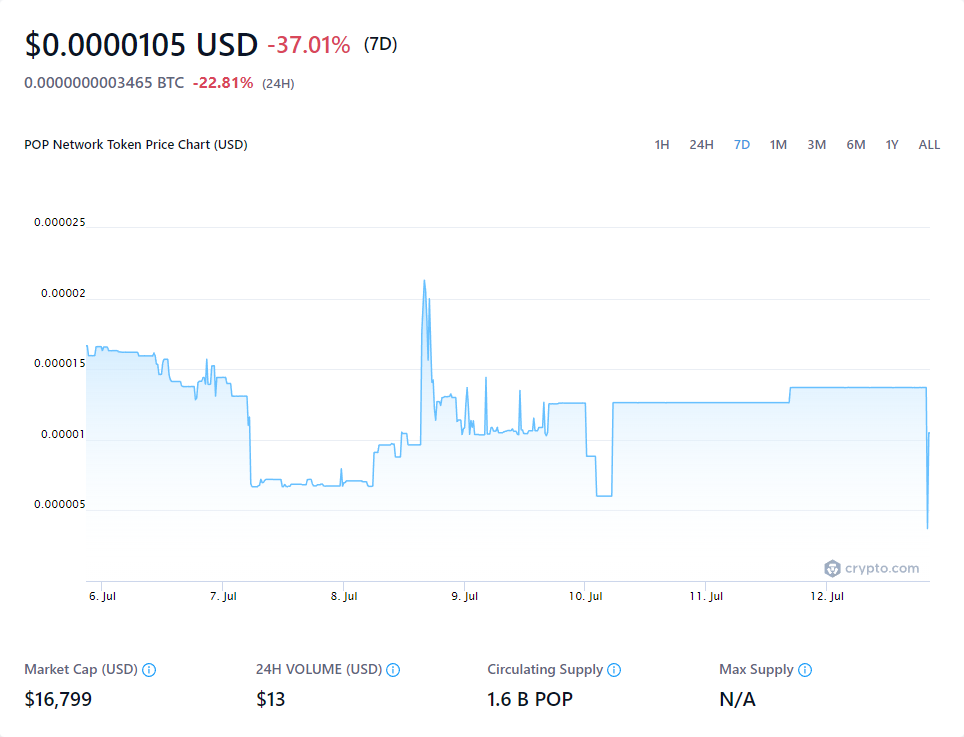 $0.0000105 USD -37.01% (7D)
0.0000000003465 BTC -22.81% (24H)
POP Network Token Price Chart (USD) 1H 24H 7D 1M 3M 6M 1Y ALL
0.000025
0.00002
0.000015
0.00001
0.000005
crypto.com
6. Jul 7. Jul 8. Jul 9. Jul 10. Jul 11. Jul 12. Jul
Market Cap (USD) 24H VOLUME (USD) Circulating Supply Max Supply
$16,799 $13 1.6 B POP N/A